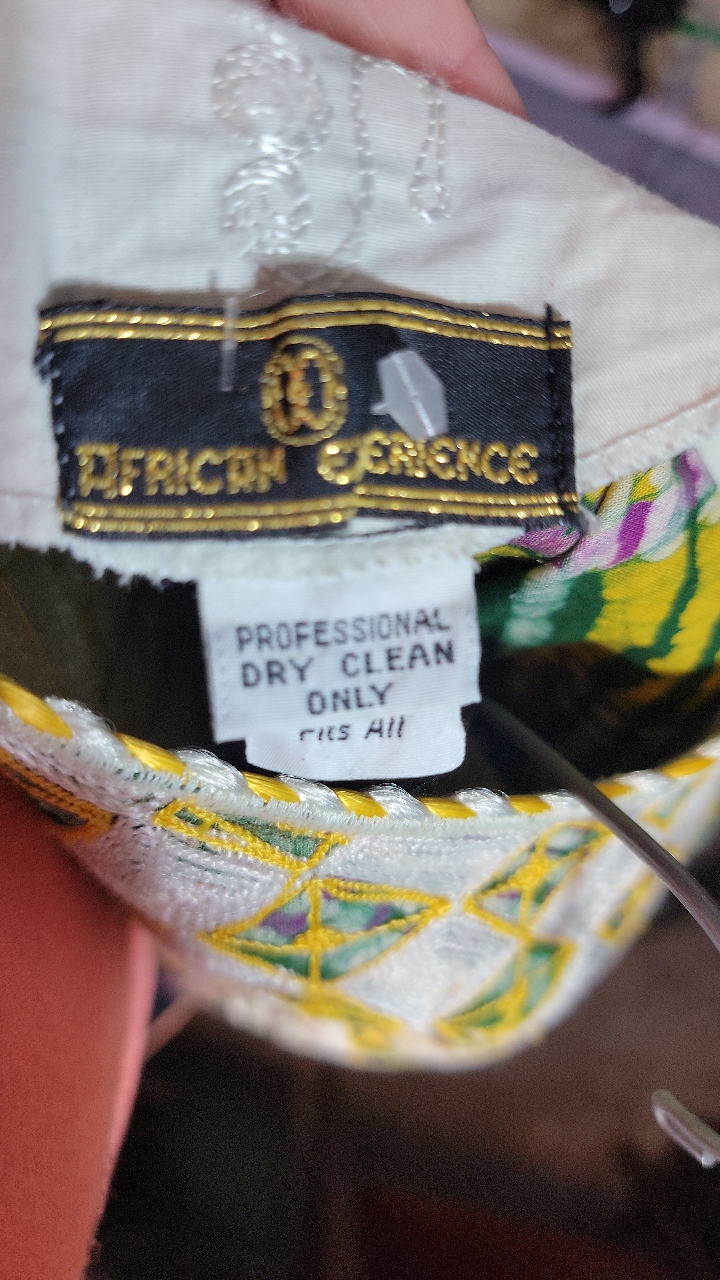 AFRICAN EXPERIENCE
PROFESSIONAL
DRY CLEAN
ONLY
FITS All